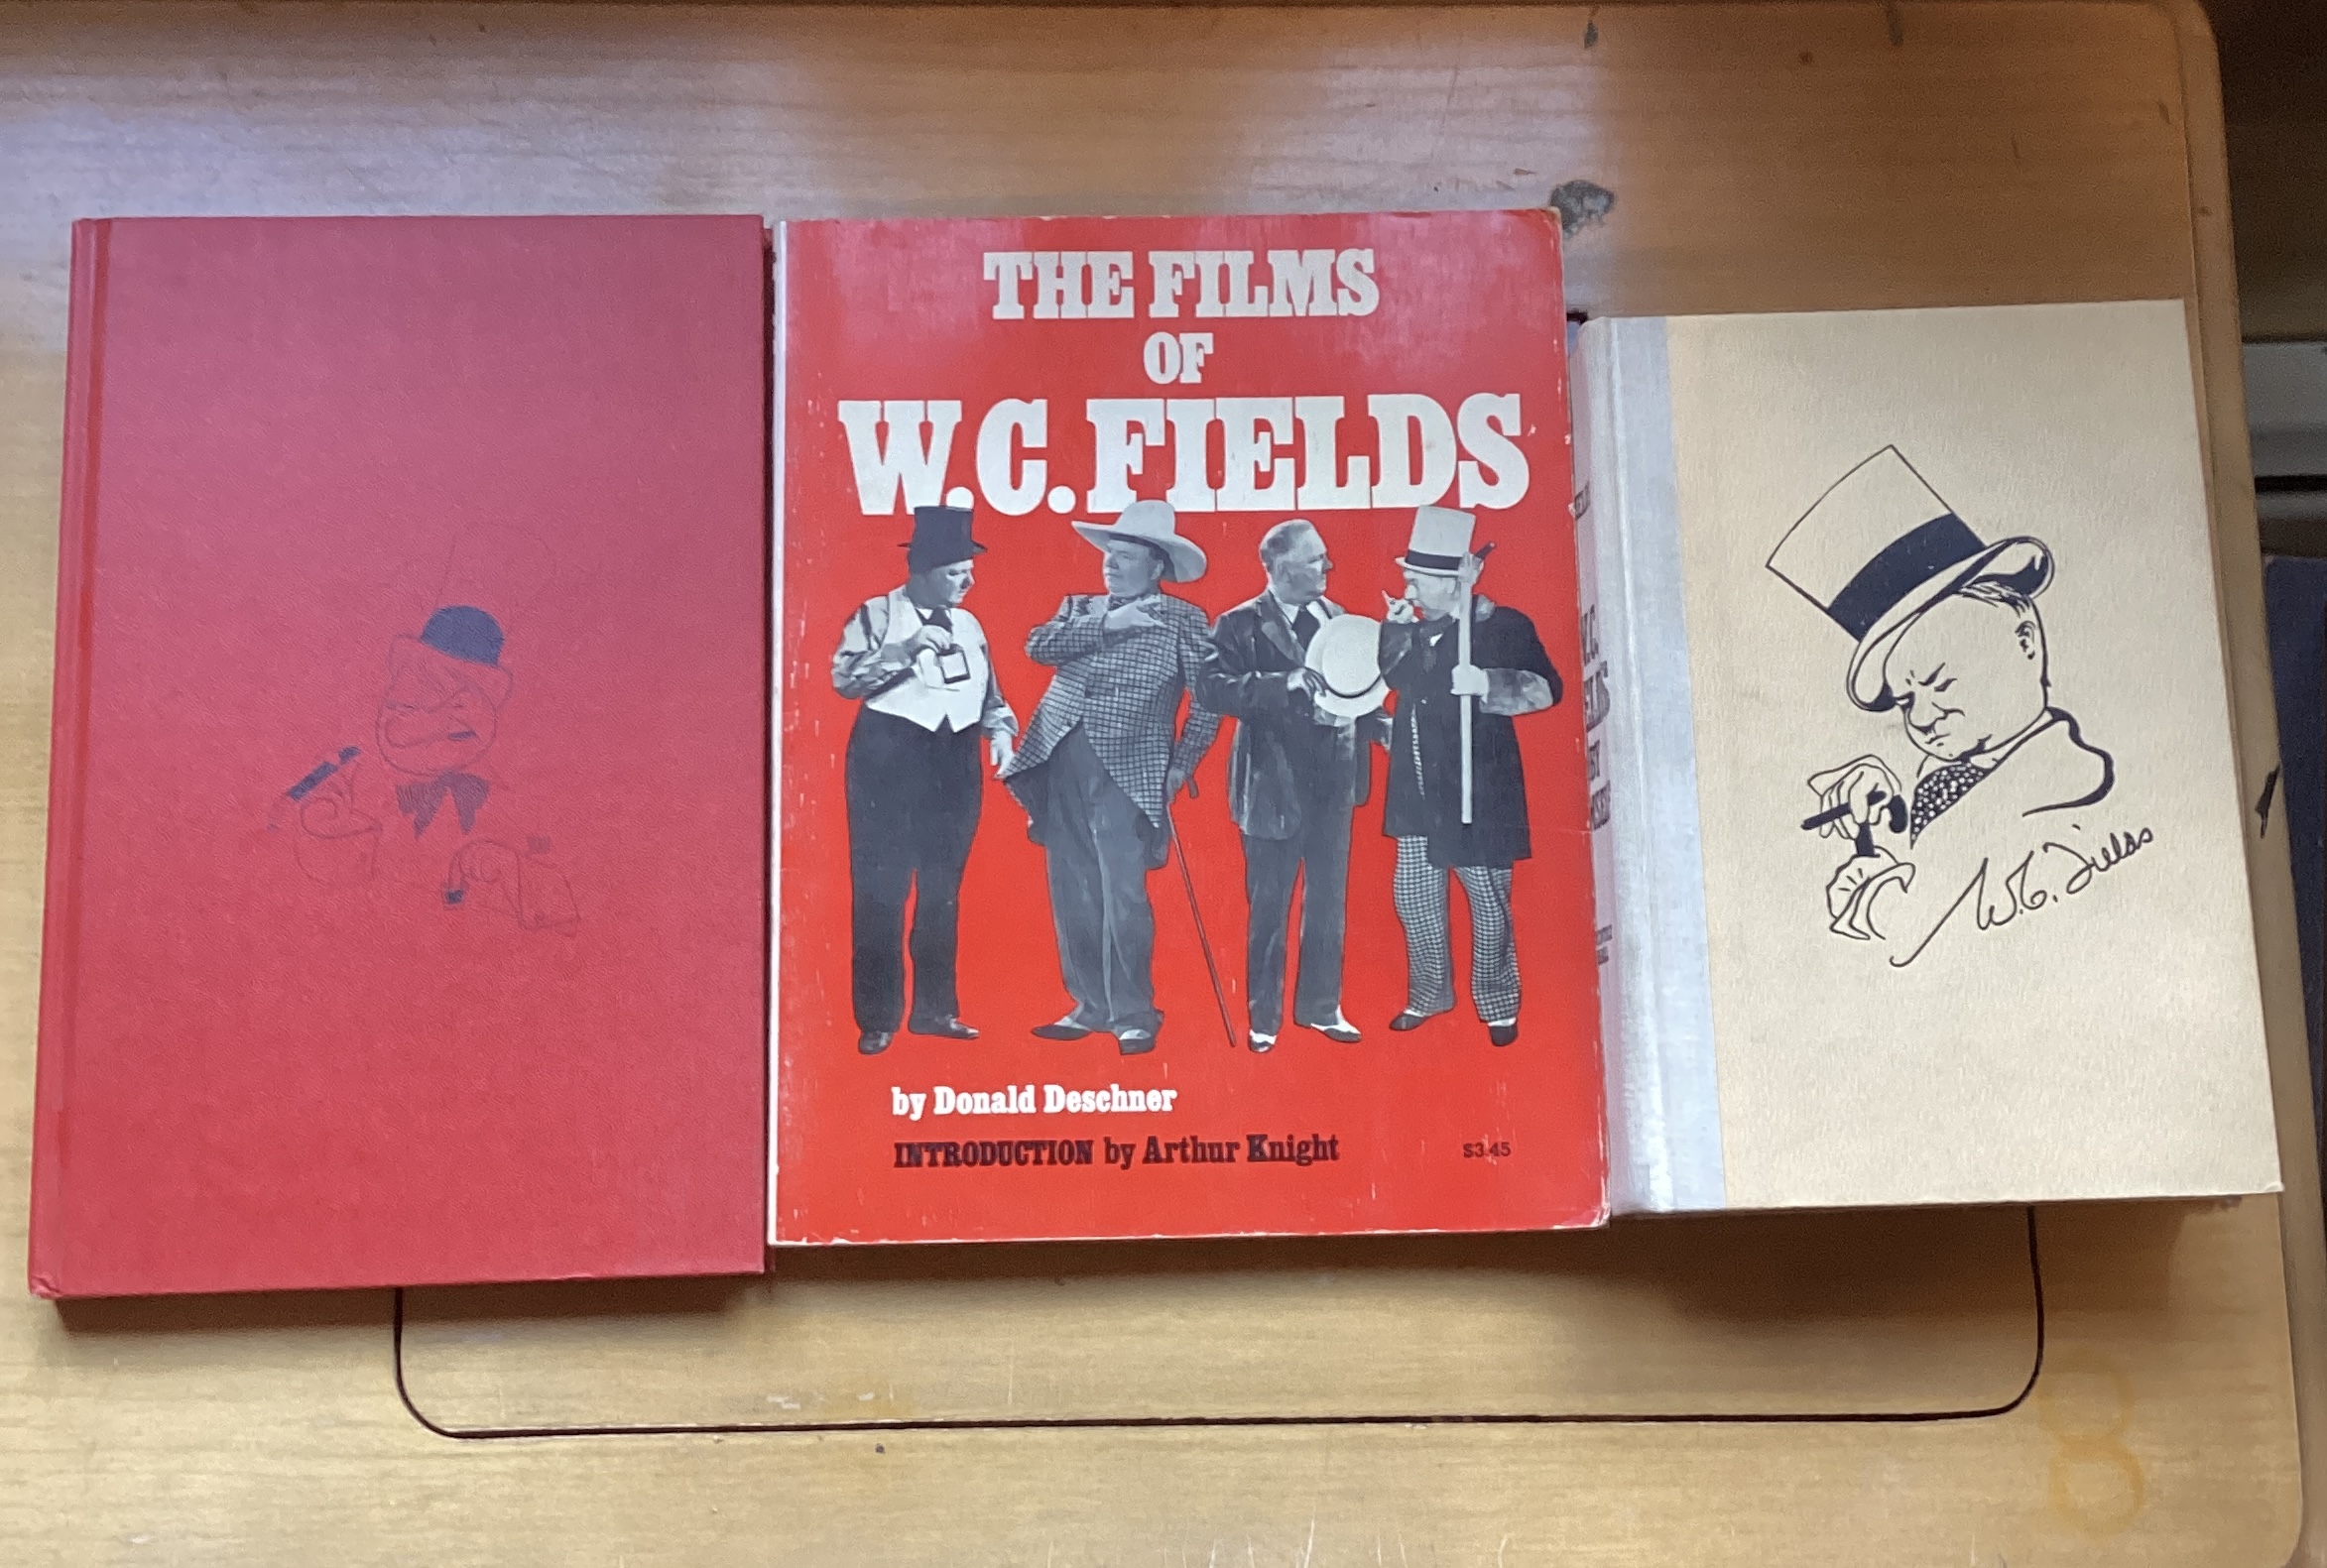 THE FILMS
OF
W.C. FIELDS
by Donald Deschner
INTRODUCTION by Arthur Knight
$3.45
W.C. Fields